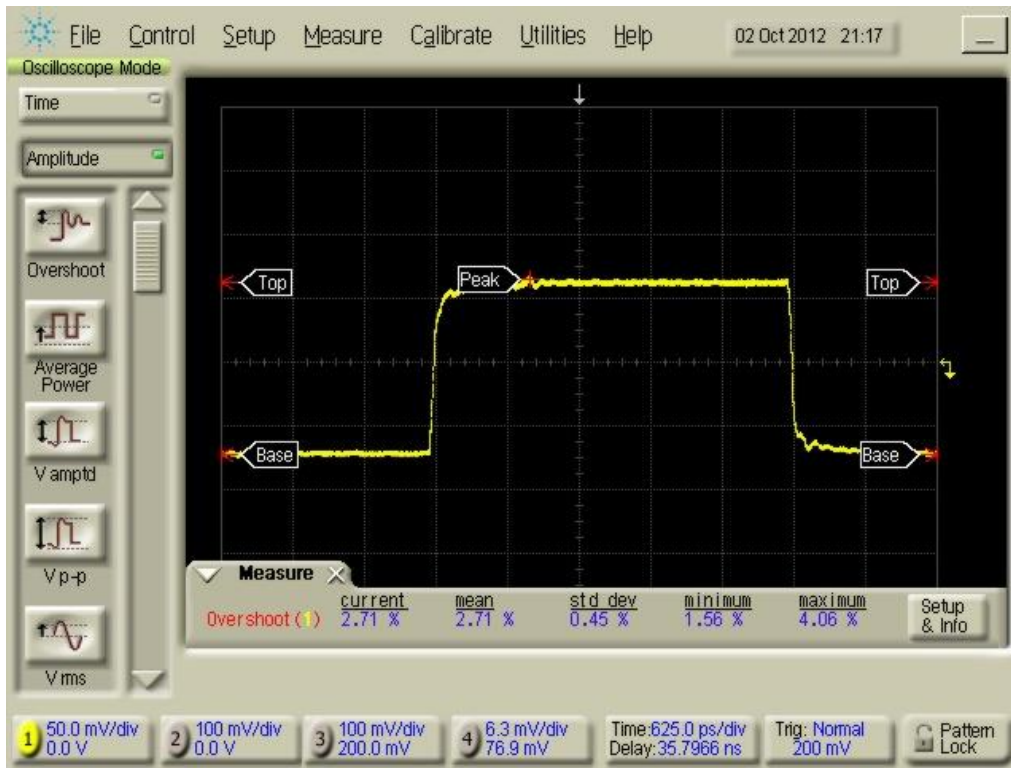 File Control Setup Measure Calibrate Utilities Help 02 Oct 2012 21:17
Oscilloscope Mode
Time
Amplitude
Overshoot
Average
Power
V amptd
V p-p
V rms
Top Peak Top
Base Base
Measure
current mean std dev minimum maximum
Overshoot (1) 2.71 % 2.71 % 0.45 % 1.56 % 4.06 %
Setup
& Info
1 50.0 mV/div
0.0 V
2 100 mV/div
0.0 V
3 100 mV/div
200.0 mV
4 6.3 mV/div
76.9 mV
Time:625.0 ps/div
Delay:35.7966 ns
Trig: Normal
200 mV
Pattern
Lock